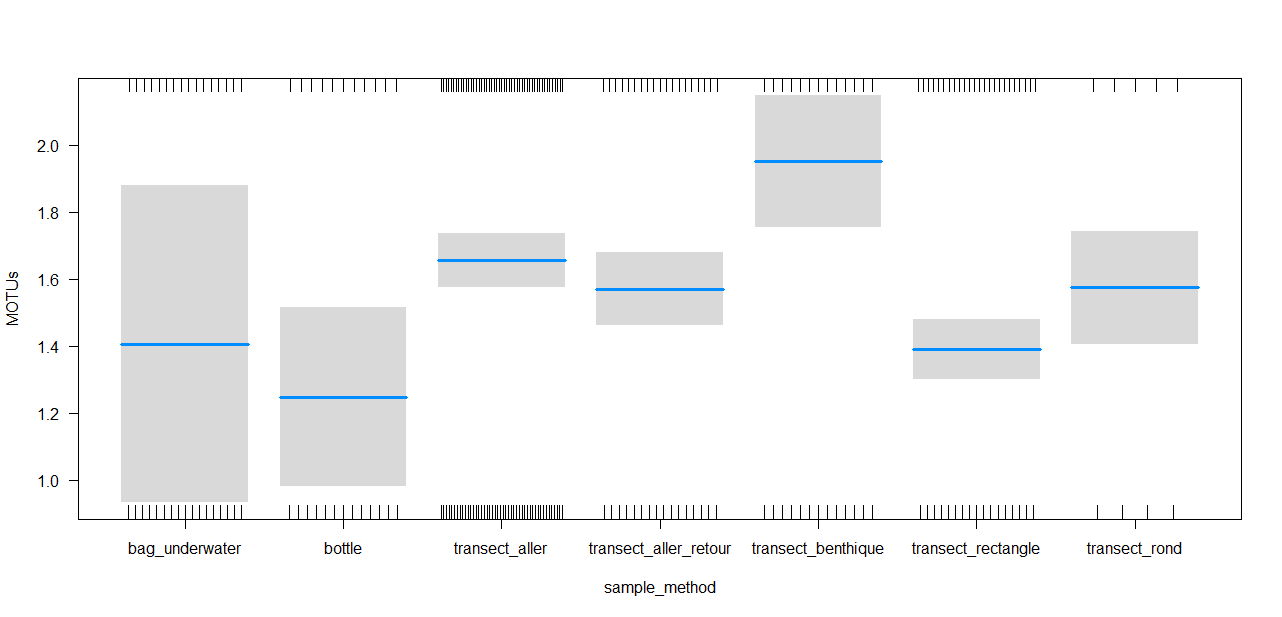 MOTUs
2.0
1.8
1.6
1.4
1.2
1.0
bag_underwater bottle transect_aller transect_aller_retour transect_benthique transect_rectangle transect_rond
sample_method